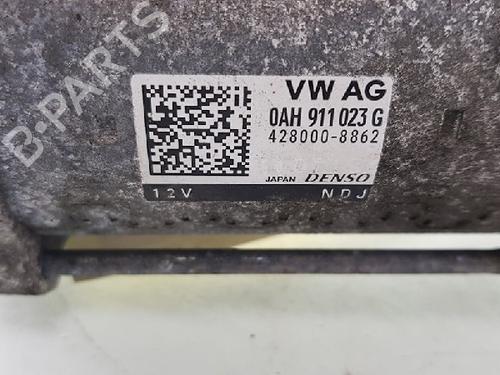 B-PARTS
VW AG
0AH 911 023 G
428000-8862
JAPAN DENSO
12V NDJ